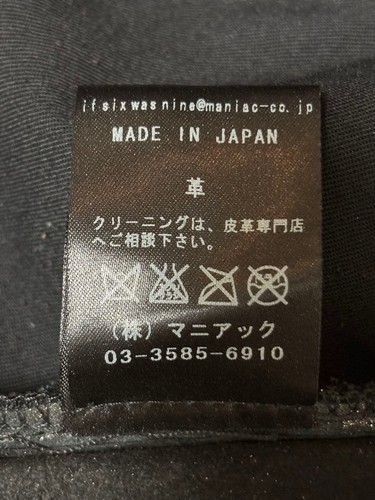 ifsixwasnine@maniac-co.jp
MADE IN JAPAN
革
クリーニングは、皮革専門店
へご相談下さい。
(株) マニアック
03-3585-6910